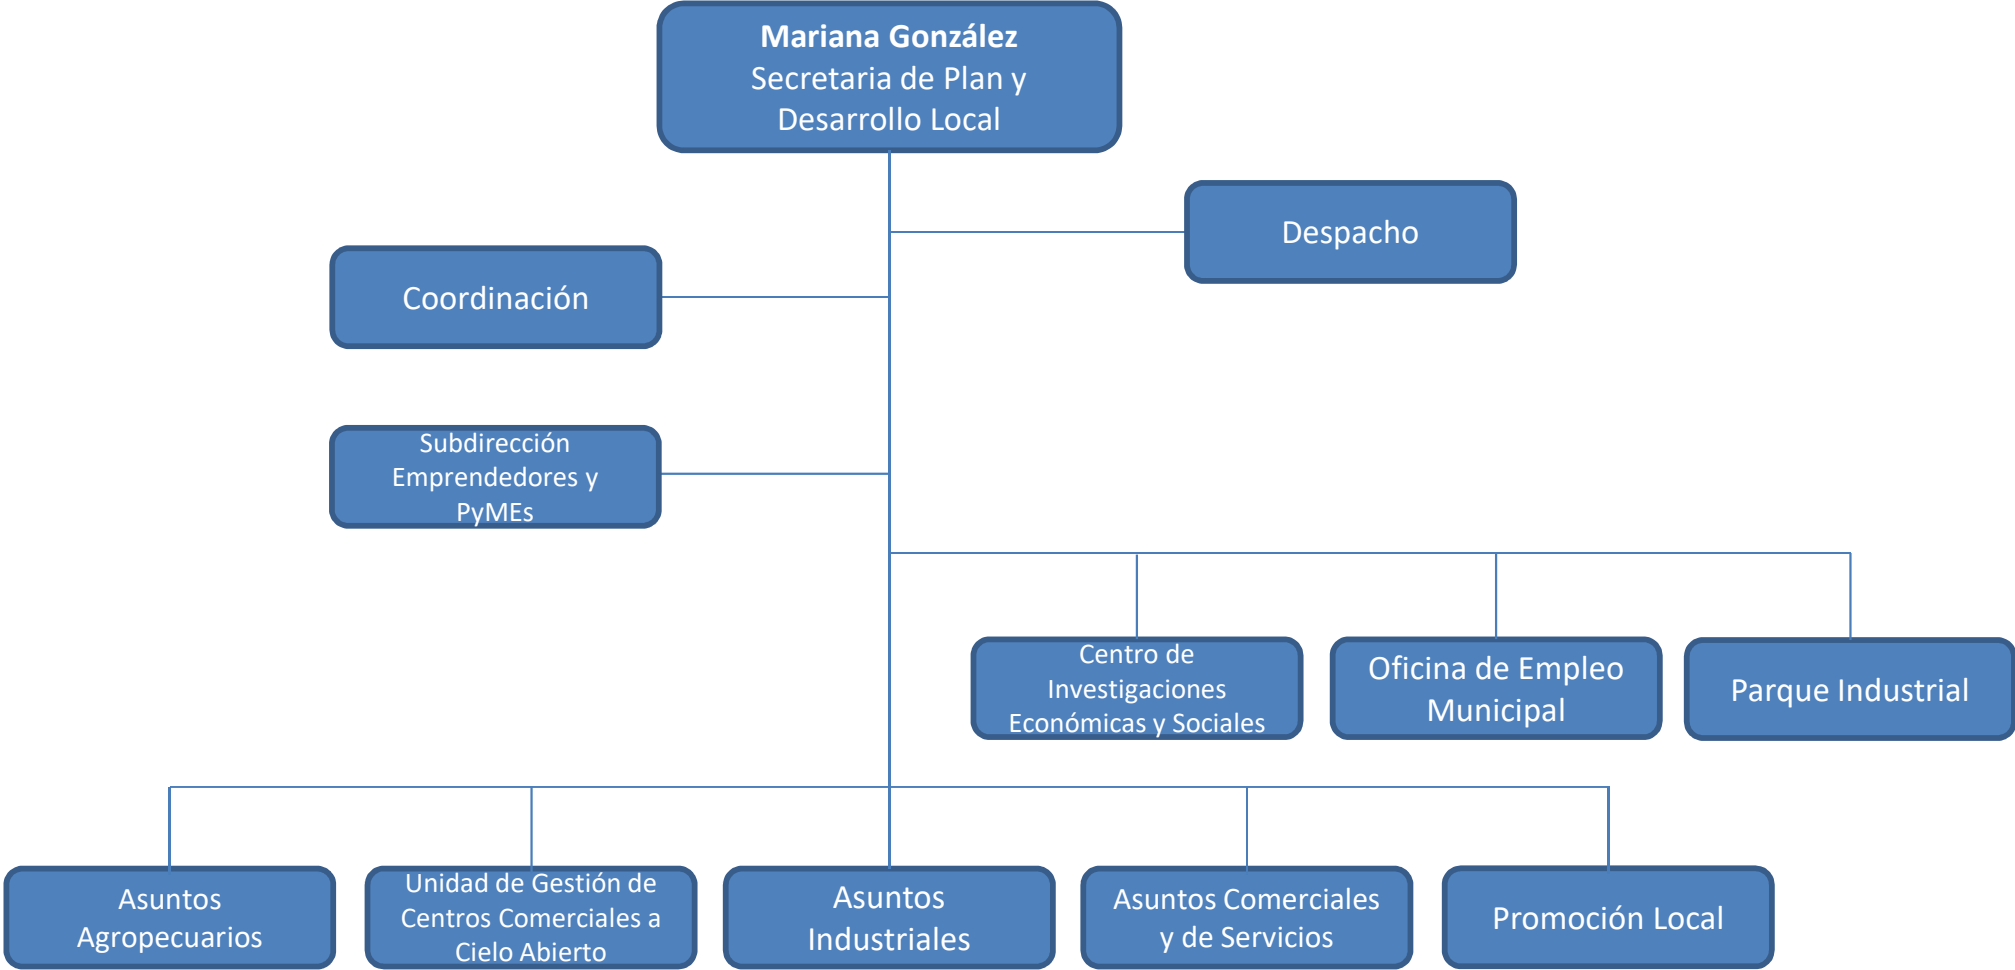 Mariana González
Secretaria de Plan y
Desarrollo Local
Despacho
Coordinación
Subdirección
Emprendedores y
PyMEs
Centro de
Investigaciones
Económicas y Sociales
Oficina de Empleo
Municipal
Parque Industrial
Asuntos
Agropecuarios
Unidad de Gestión de
Centros Comerciales a
Cielo Abierto
Asuntos
Industriales
Asuntos Comerciales
y de Servicios
Promoción Local